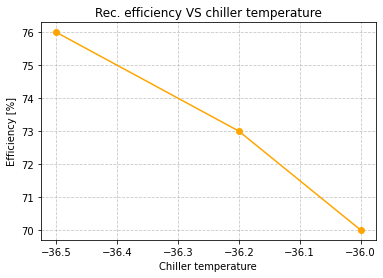 Rec. efficiency VS chiller temperature
76
75
74
73
72
71
70
Efficiency [%]
−36.5 −36.4 −36.3 −36.2 −36.1 −36.0
Chiller temperature